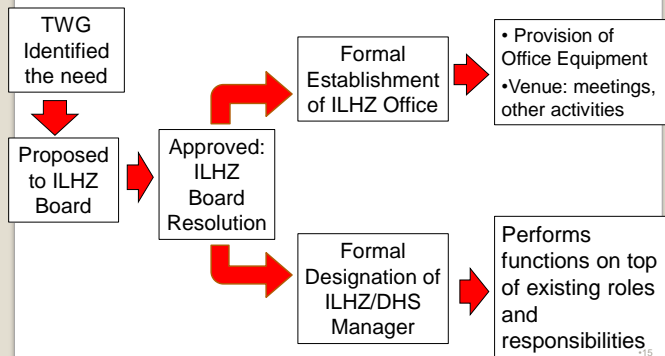 TWG
Identified
the need
Proposed
to ILHZ
Board
Approved:
ILHZ
Board
Resolution
Formal
Establishment
of ILHZ Office
• Provision of
Office Equipment
•Venue: meetings,
other activities
Formal
Designation of
ILHZ/DHS
Manager
Performs
functions on top
of existing roles
and
responsibilities
•15